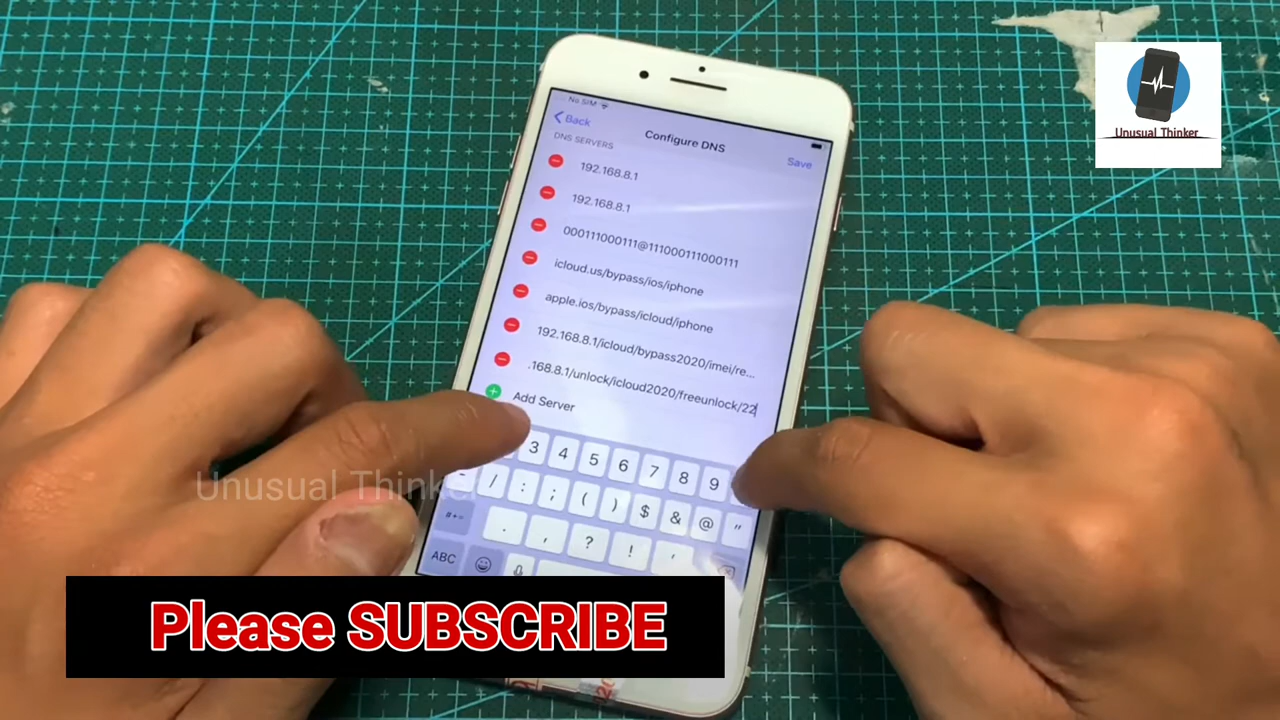 Unusual Thinker
No SIM
Back
Configure DNS
Save
DNS SERVERS
192.168.8.1
192.168.8.1
000111000111@111000111000111
icloud.us/bypass/ios/iphone
apple.ios/bypass/icloud/iphone
192.168.8.1/icloud/bypass2020/imei/re...
.168.8.1/unlock/icloud2020/freeunlock/22
Add Server
3 4 5 6 7 8 9
/ : ; ( ) $ & @ "
#+= . , ? ! '
ABC
Unusual Thinker
Please SUBSCRIBE